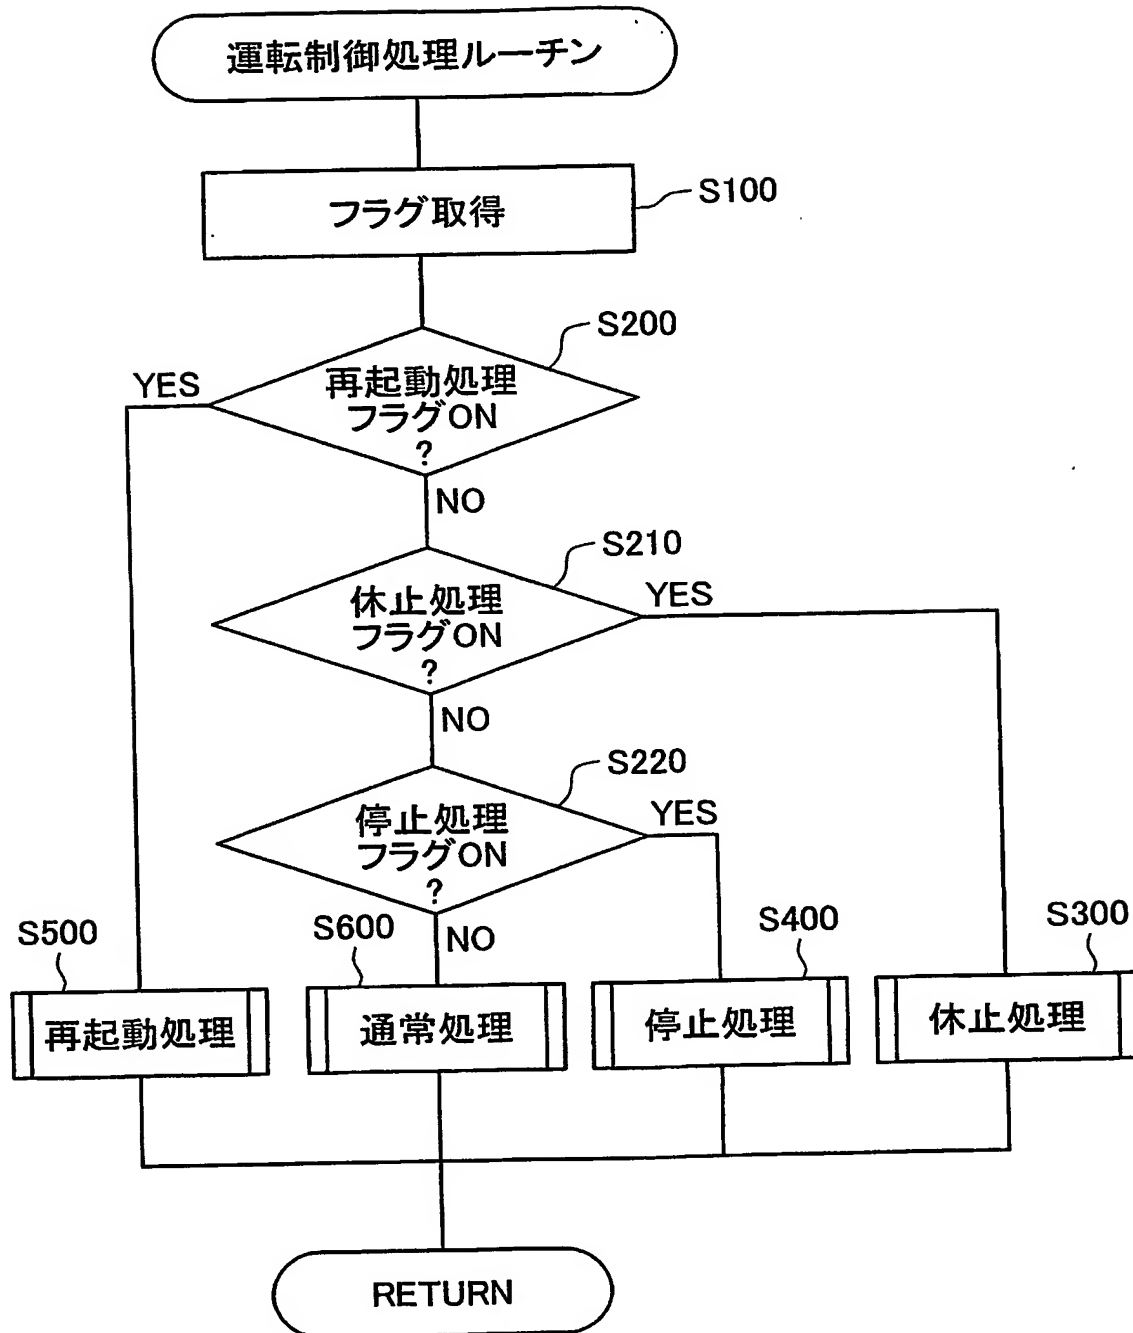 運転制御処理ルーチン
フラグ取得
S100
S200
再起動処理
フラグON
?
YES
NO
S210
休止処理
フラグON
?
YES
NO
S220
停止処理
フラグON
?
YES
NO
S500
S600
S400
S300
再起動処理
通常処理
停止処理
休止処理
RETURN